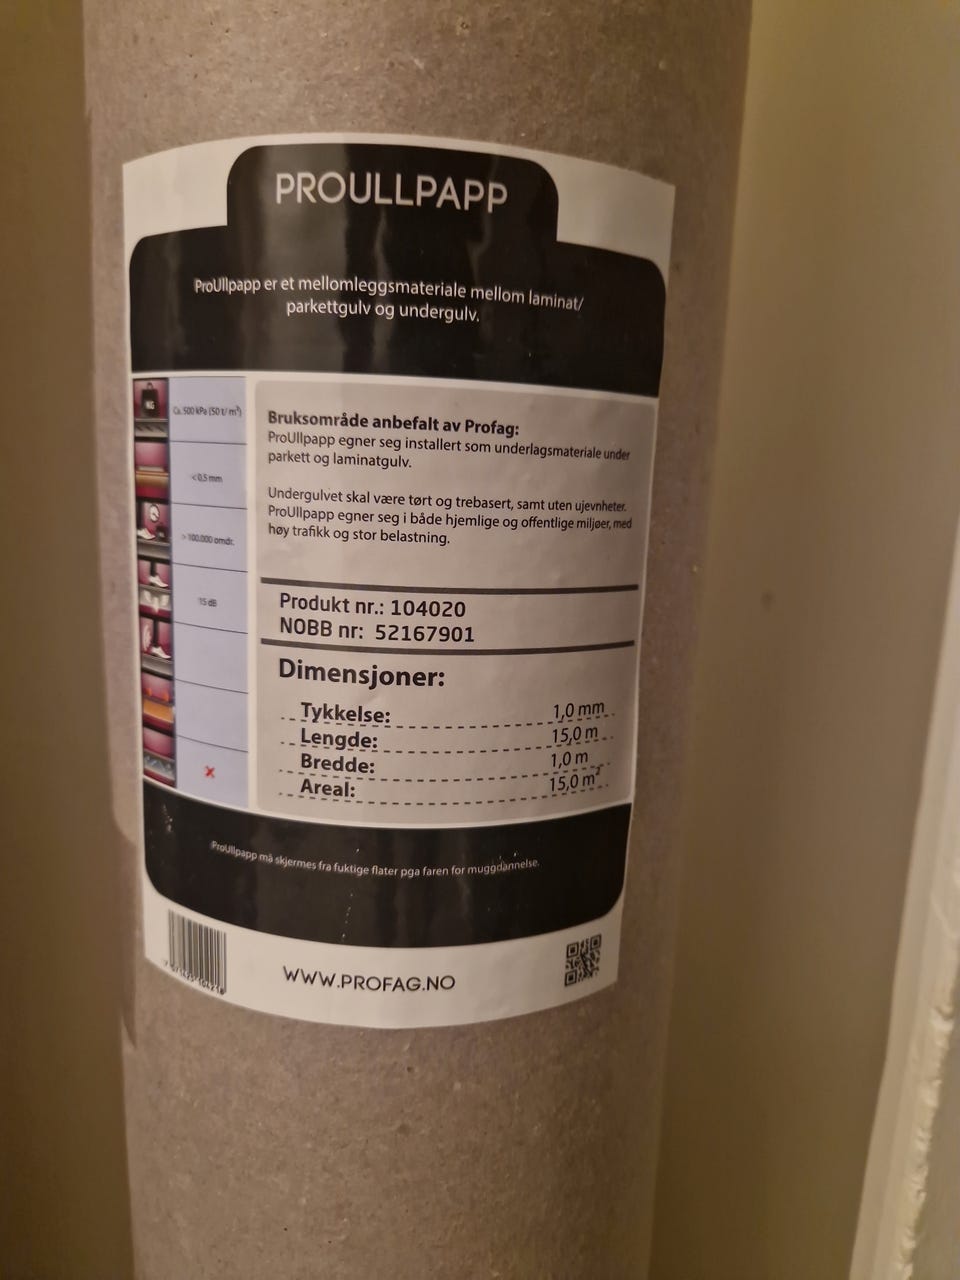 PROULLPAPP
ProUllpapp er et mellomleggsmateriale mellom laminat/
parkettgulv og undergulv.
KG
Ca. 500 kPa (50 t/m²)
<0,5 mm
>100.000 omdr.
15 dB
Bruksområde anbefalt av Profag:
ProUllpapp egner seg installert som underlagsmateriale under
parkett og laminatgulv.
Undergulvet skal være tørt og trebasert, samt uten ujevnheter.
ProUllpapp egner seg i både hjemlige og offentlige miljøer, med
høy trafikk og stor belastning.
Produkt nr.: 104020
NOBB nr: 52167901
Dimensjoner:
Tykkelse: 1,0 mm
Lengde: 15,0 m
Bredde: 1,0 m
Areal: 15,0 m²
ProUllpapp må skjermes fra fuktige flater pga faren for muggdannelse.
WWW.PROFAG.NO